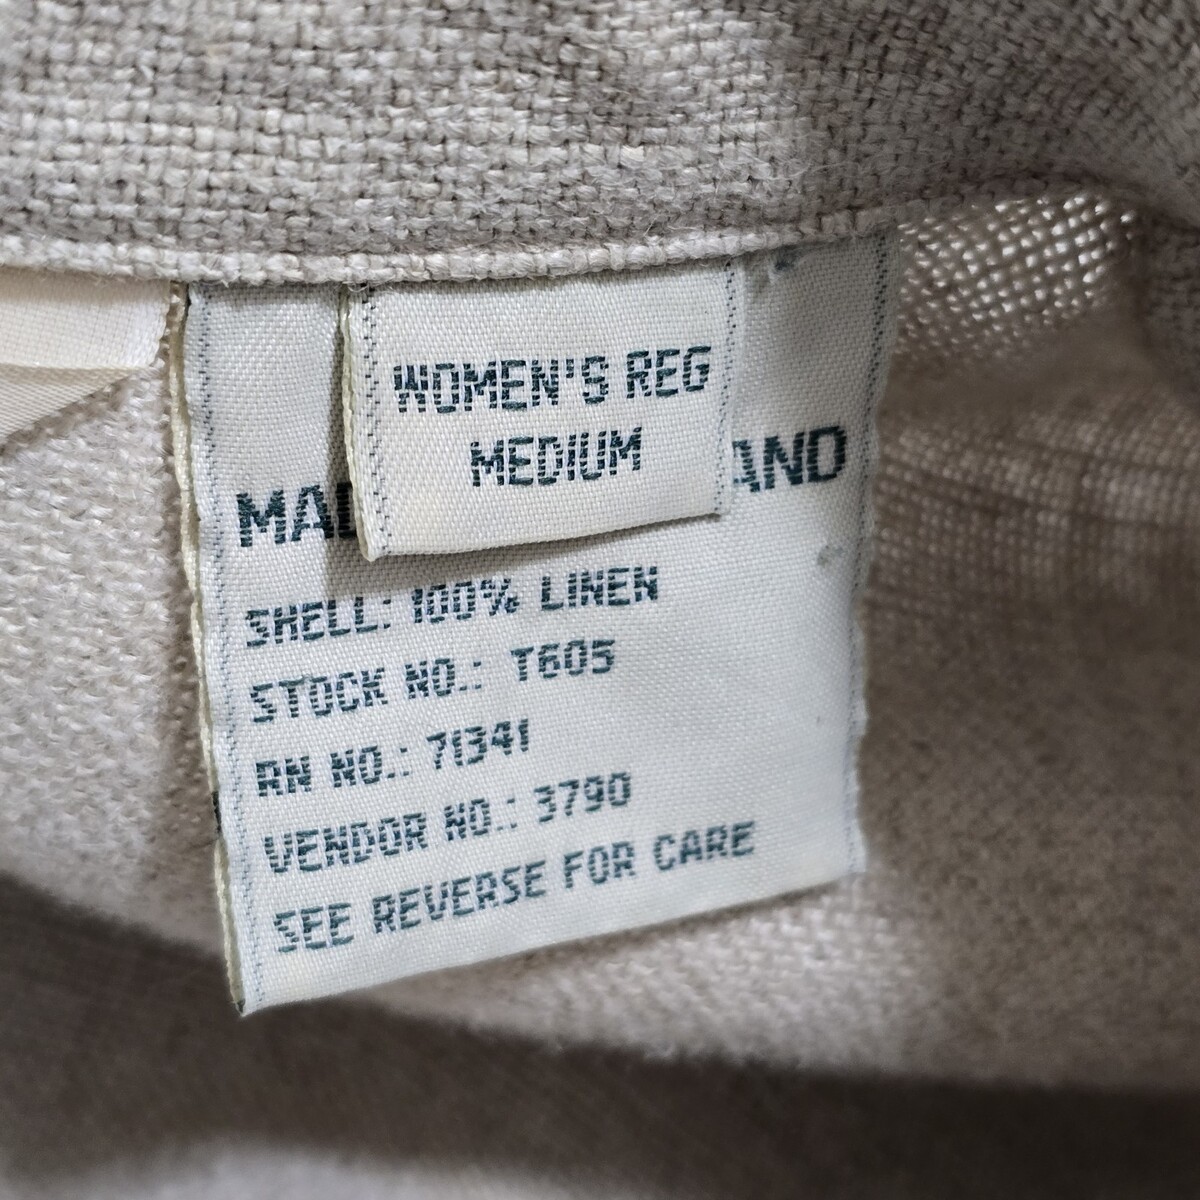 WOMEN'S REG
MEDIUM
SHELL: 100% LINEN
STOCK NO.: T605
RN NO.: 71341
VENDOR NO.: 3790
SEE REVERSE FOR CARE